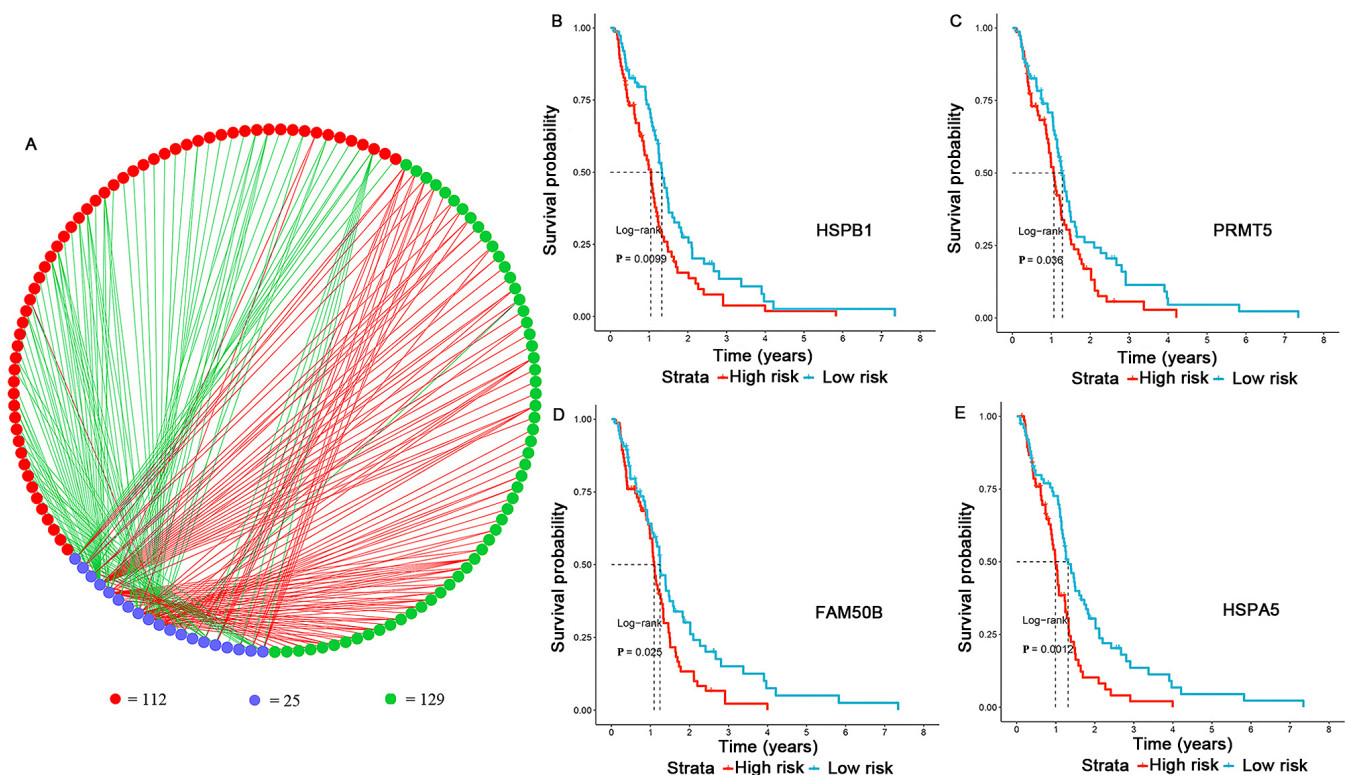 A
= 112
= 25
= 129
B
Survival probability
1.00
0.75
0.50
0.25
0.00
Log-rank
P = 0.0099
HSPB1
0 1 2 3 4 5 6 7 8
Time (years)
Strata High risk Low risk
C
Survival probability
1.00
0.75
0.50
0.25
0.00
Log-rank
P = 0.036
PRMT5
0 1 2 3 4 5 6 7 8
Time (years)
Strata High risk Low risk
D
Survival probability
1.00
0.75
0.50
0.25
0.00
Log-rank
P = 0.025
FAM50B
0 1 2 3 4 5 6 7 8
Time (years)
Strata High risk Low risk
E
Survival probability
1.00
0.75
0.50
0.25
0.00
Log-rank
P = 0.0012
HSPA5
0 1 2 3 4 5 6 7 8
Time (years)
Strata High risk Low risk